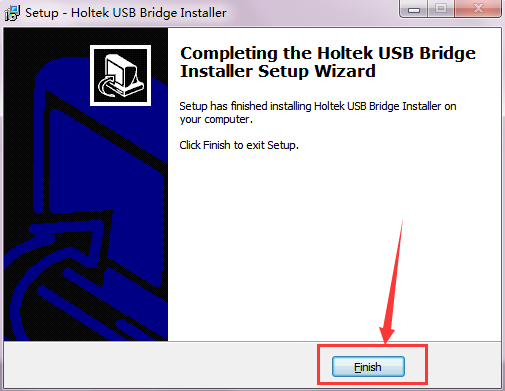 Setup - Holtek USB Bridge Installer
Completing the Holtek USB Bridge
Installer Setup Wizard
Setup has finished installing Holtek USB Bridge Installer on
your computer.
Click Finish to exit Setup.
Finish